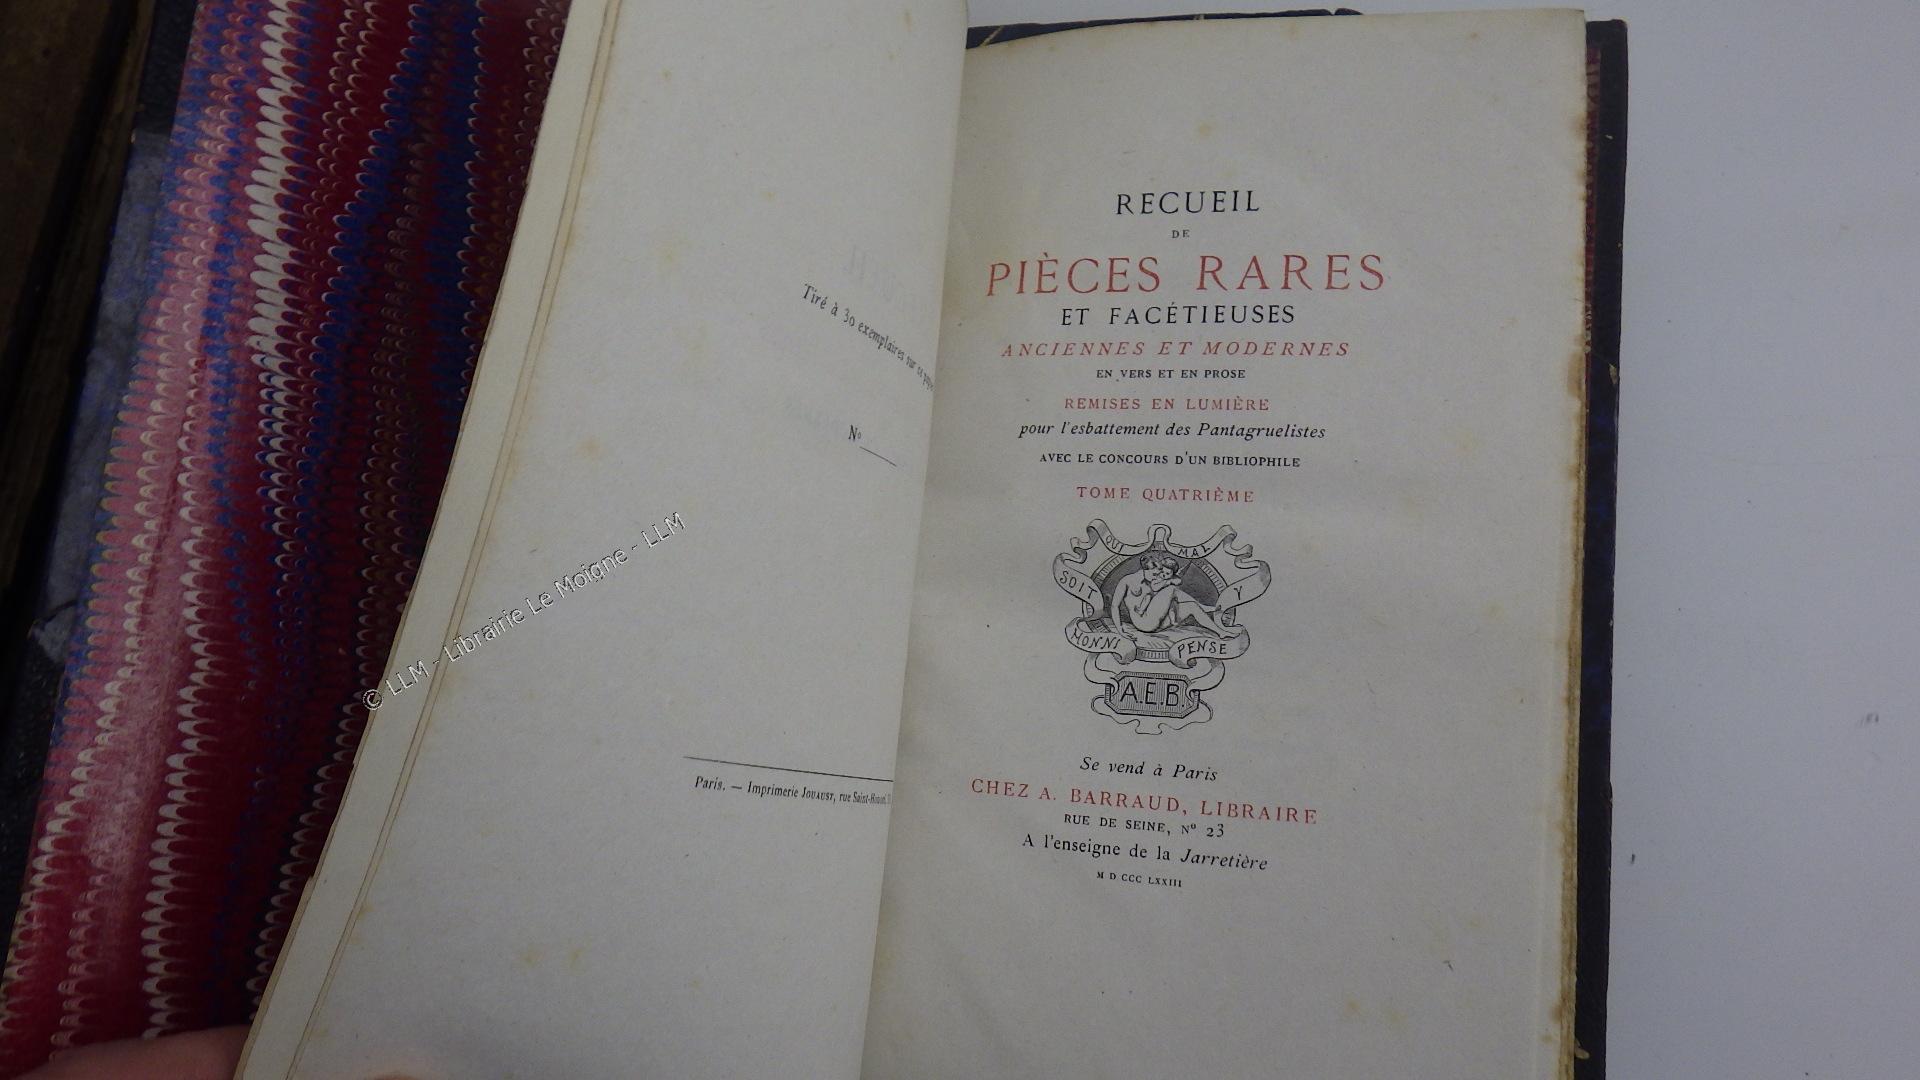 Tiré à 30 exemplaires sur ce
Nº
Paris. — Imprimerie JOUAUST, rue Saint-Honoré
© LLM - Librairie Le Moigne - LLM
RECUEIL
DE
PIÈCES RARES
ET FACÉTIEUSES
ANCIENNES ET MODERNES
EN VERS ET EN PROSE
REMISES EN LUMIÈRE
pour l'esbattement des Pantagruelistes
AVEC LE CONCOURS D'UN BIBLIOPHILE
TOME QUATRIÈME
HONNI SOIT QUI MAL Y PENSE
A.E.B.
Se vend à Paris
CHEZ A. BARRAUD, LIBRAIRE
RUE DE SEINE, Nº 23
A l'enseigne de la Jarretière
M D CCC LXXIII